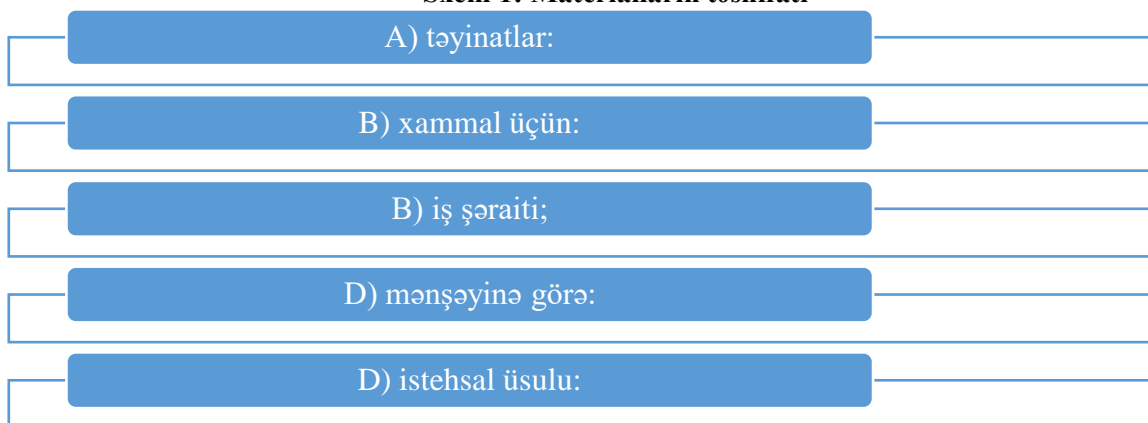 A) təyinatlar:
B) xammal üçün:
B) iş şəraiti;
D) mənşəyinə görə:
D) istehsal üsulu: